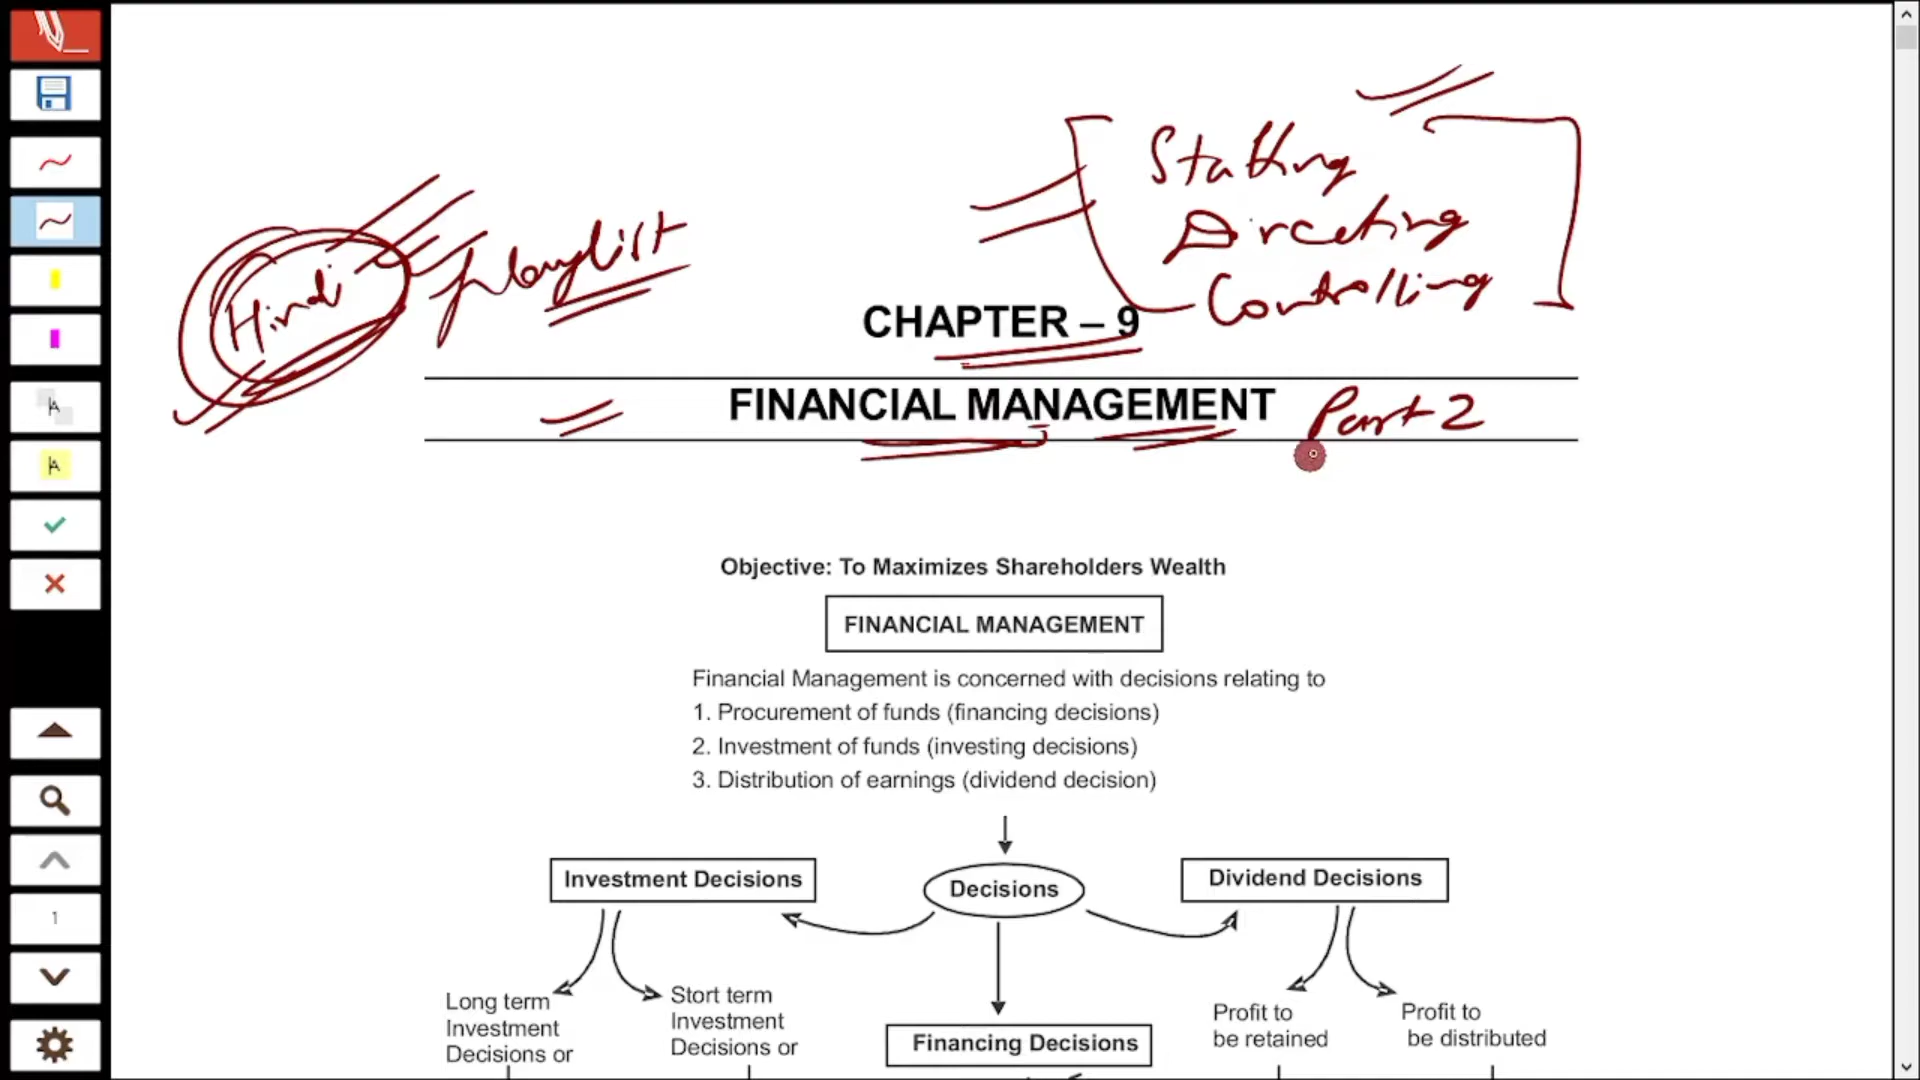 Staffing
Directing
Controlling
Hindi playlist
CHAPTER – 9
FINANCIAL MANAGEMENT Part 2
Objective: To Maximizes Shareholders Wealth
FINANCIAL MANAGEMENT
Financial Management is concerned with decisions relating to
1. Procurement of funds (financing decisions)
2. Investment of funds (investing decisions)
3. Distribution of earnings (dividend decision)
Investment Decisions
Decisions
Dividend Decisions
Long term
Investment
Decisions or
Stort term
Investment
Decisions or
Financing Decisions
Profit to
be retained
Profit to
be distributed
1